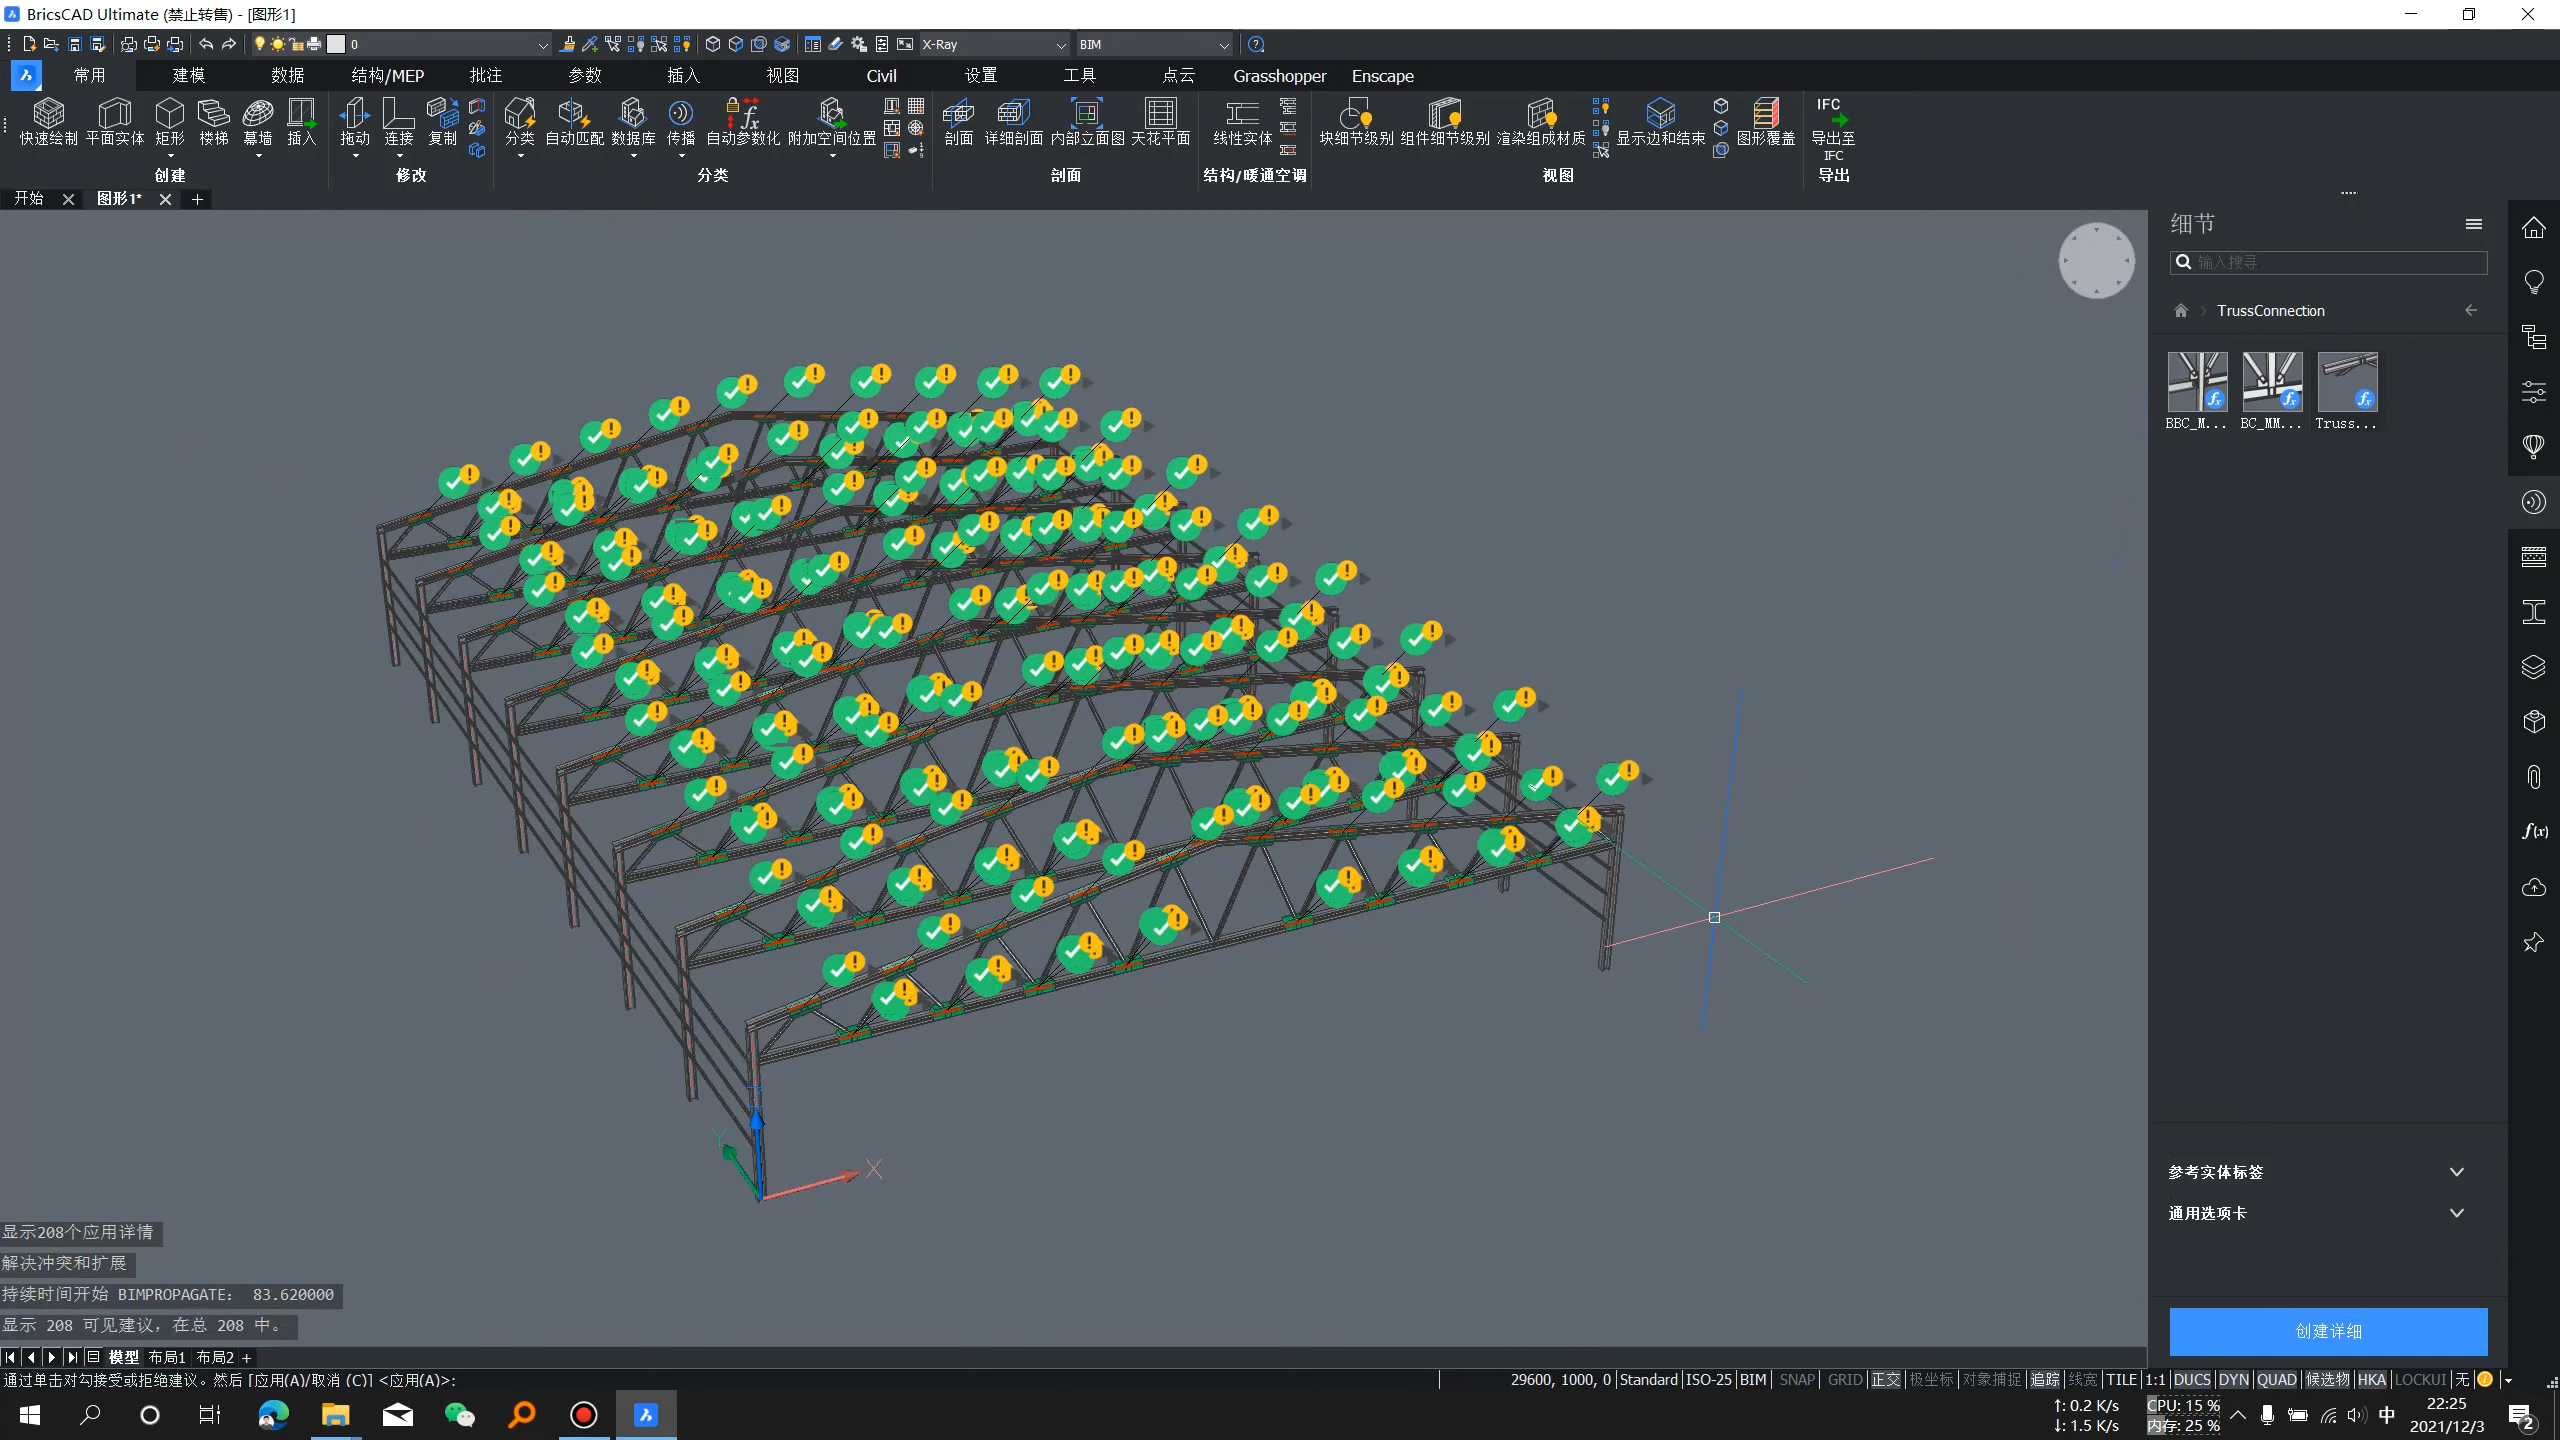 BricsCAD Ultimate (禁止转售) - [图形1]
0
X-Ray
BIM
常用 建模 数据 结构/MEP 批注 参数 插入 视图 Civil 设置 工具 点云 Grasshopper Enscape
快速绘制 平面实体 矩形 楼梯 幕墙 插入 拖动 连接 复制 分类 自动匹配 数据库 传播 自动参数化 附加空间位置 剖面 详细剖面 内部立面图 天花平面 线性实体 块细节级别 组件细节级别 渲染组成材质 显示边和结束 图形覆盖 IFC 导出至 IFC
创建 修改 分类 剖面 结构/暖通空调 视图 导出
开始 图形1*
细节
输入搜寻
TrussConnection
BBC_M... BC_MM... Truss...
X
Y
参考实体标签
通用选项卡
创建详细
显示208个应用详情
解决冲突和扩展
持续时间开始 BIMPROPAGATE: 83.620000
显示 208 可见建议，在总 208 中。
模型 布局1 布局2 +
通过单击对勾接受或拒绝建议。然后 [应用(A)/取消 (C)] <应用(A)>:
29600, 1000, 0 Standard ISO-25 BIM SNAP GRID 正交 极坐标 对象捕捉 追踪 线宽 TILE 1:1 DUCS DYN QUAD 候选物 HKA LOCKUI 无
↑: 0.2 K/s
↓: 1.5 K/s
CPU: 15 %
内存: 25 %
中
22:25
2021/12/3
2
f(x)